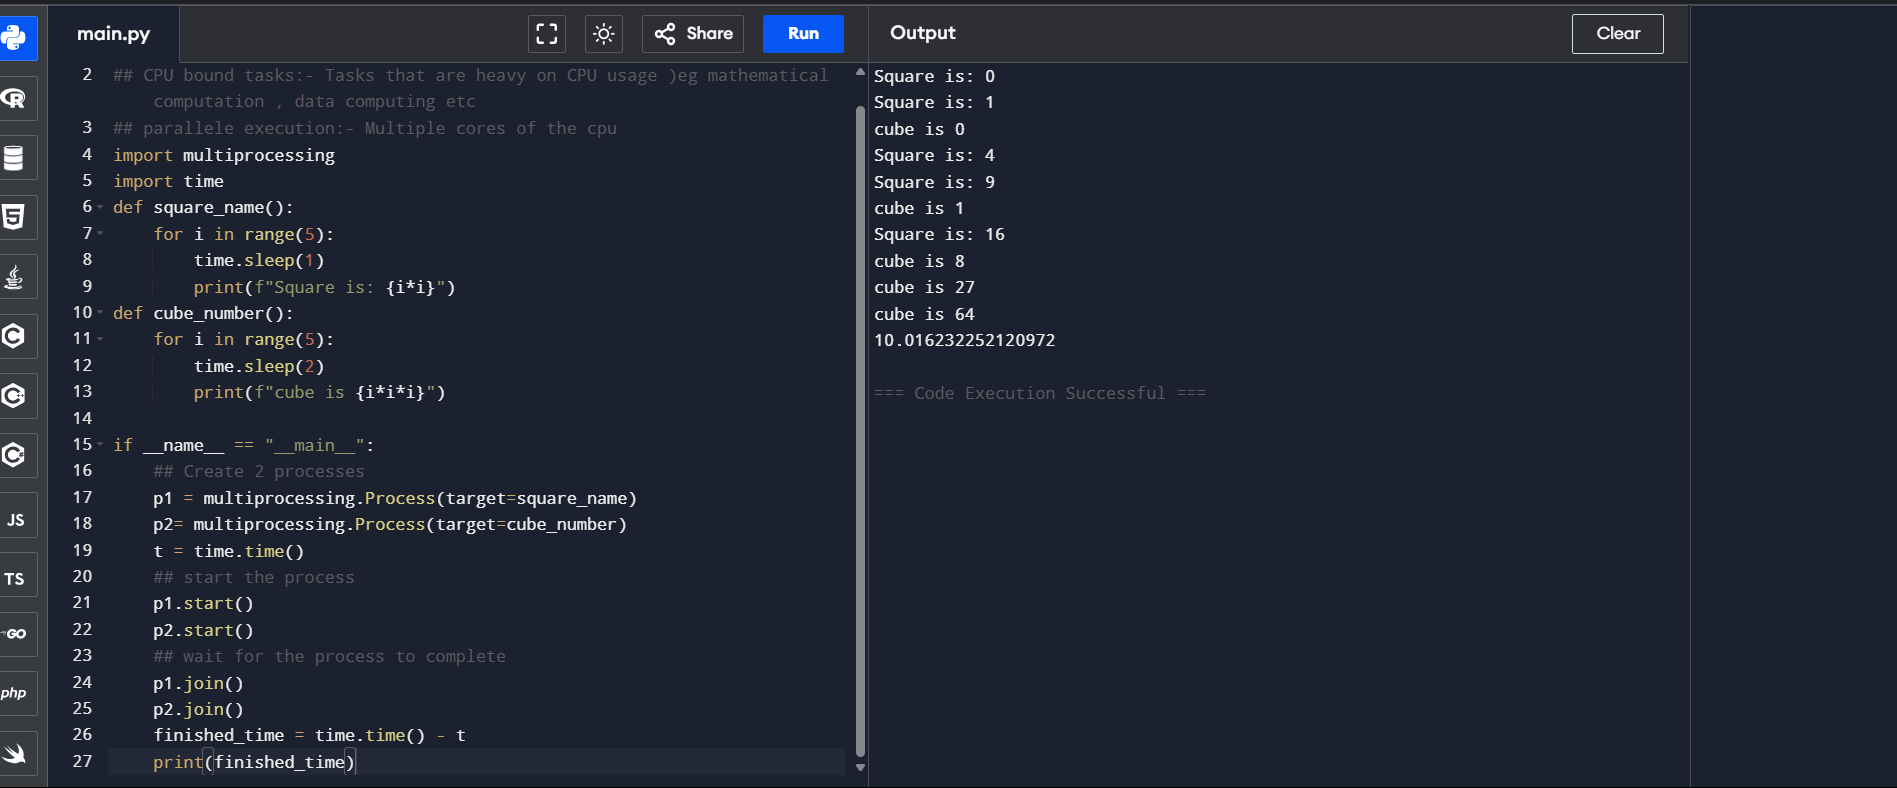 main.py
Share
Run
Output
Clear
2 ## CPU bound tasks:- Tasks that are heavy on CPU usage )eg mathematical
computation , data computing etc
3 ## parallele execution:- Multiple cores of the cpu
4 import multiprocessing
5 import time
6 def square_name():
7     for i in range(5):
8         time.sleep(1)
9         print(f"Square is: {i*i}")
10 def cube_number():
11     for i in range(5):
12         time.sleep(2)
13         print(f"cube is {i*i*i}")
14
15 if __name__ == "__main__":
16     ## Create 2 processes
17     p1 = multiprocessing.Process(target=square_name)
18     p2= multiprocessing.Process(target=cube_number)
19     t = time.time()
20     ## start the process
21     p1.start()
22     p2.start()
23     ## wait for the process to complete
24     p1.join()
25     p2.join()
26     finished_time = time.time() - t
27     print(finished_time)
Square is: 0
Square is: 1
cube is 0
Square is: 4
Square is: 9
cube is 1
Square is: 16
cube is 8
cube is 27
cube is 64
10.016232252120972
=== Code Execution Successful ===
R
5
C
C
C
JS
TS
GO
php